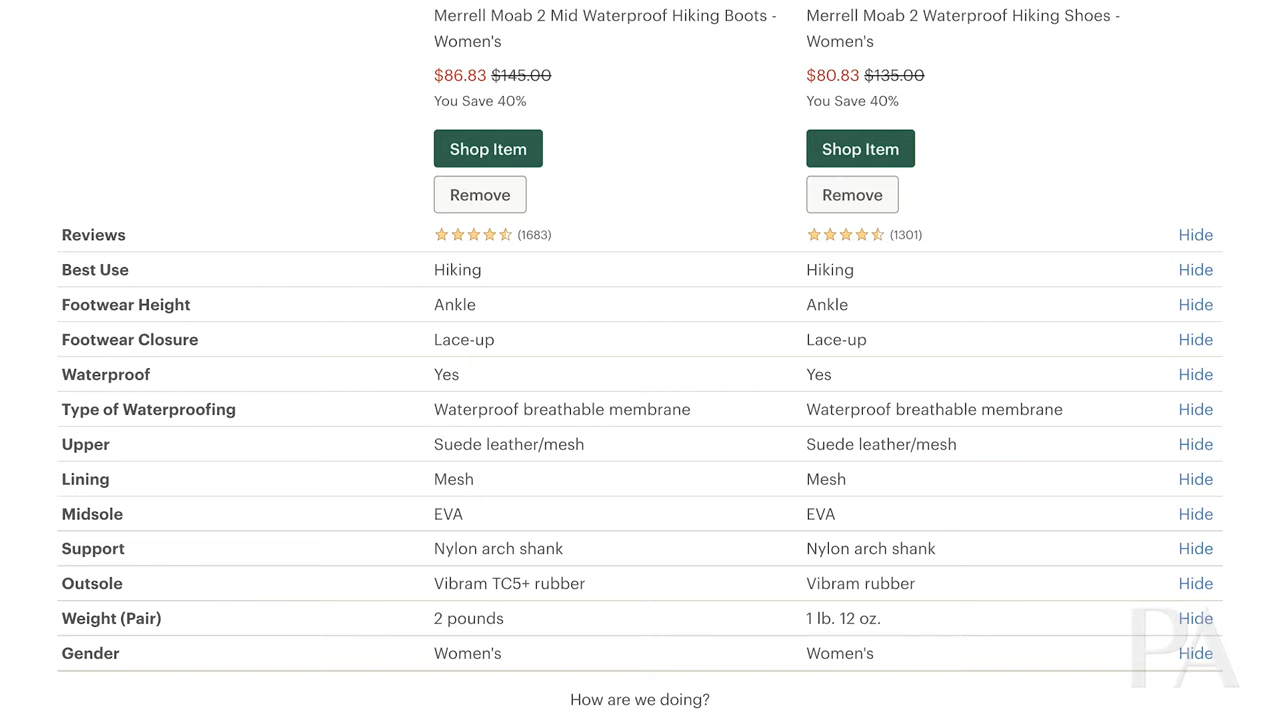 Merrell Moab 2 Mid Waterproof Hiking Boots - Women's
Merrell Moab 2 Waterproof Hiking Shoes - Women's
$86.83 $145.00
$80.83 $135.00
You Save 40%
You Save 40%
Shop Item
Shop Item
Remove
Remove
Reviews (1683) (1301) Hide
Best Use Hiking Hiking Hide
Footwear Height Ankle Ankle Hide
Footwear Closure Lace-up Lace-up Hide
Waterproof Yes Yes Hide
Type of Waterproofing Waterproof breathable membrane Waterproof breathable membrane Hide
Upper Suede leather/mesh Suede leather/mesh Hide
Lining Mesh Mesh Hide
Midsole EVA EVA Hide
Support Nylon arch shank Nylon arch shank Hide
Outsole Vibram TC5+ rubber Vibram rubber Hide
Weight (Pair) 2 pounds 1 lb. 12 oz. Hide
Gender Women's Women's Hide
PA
How are we doing?